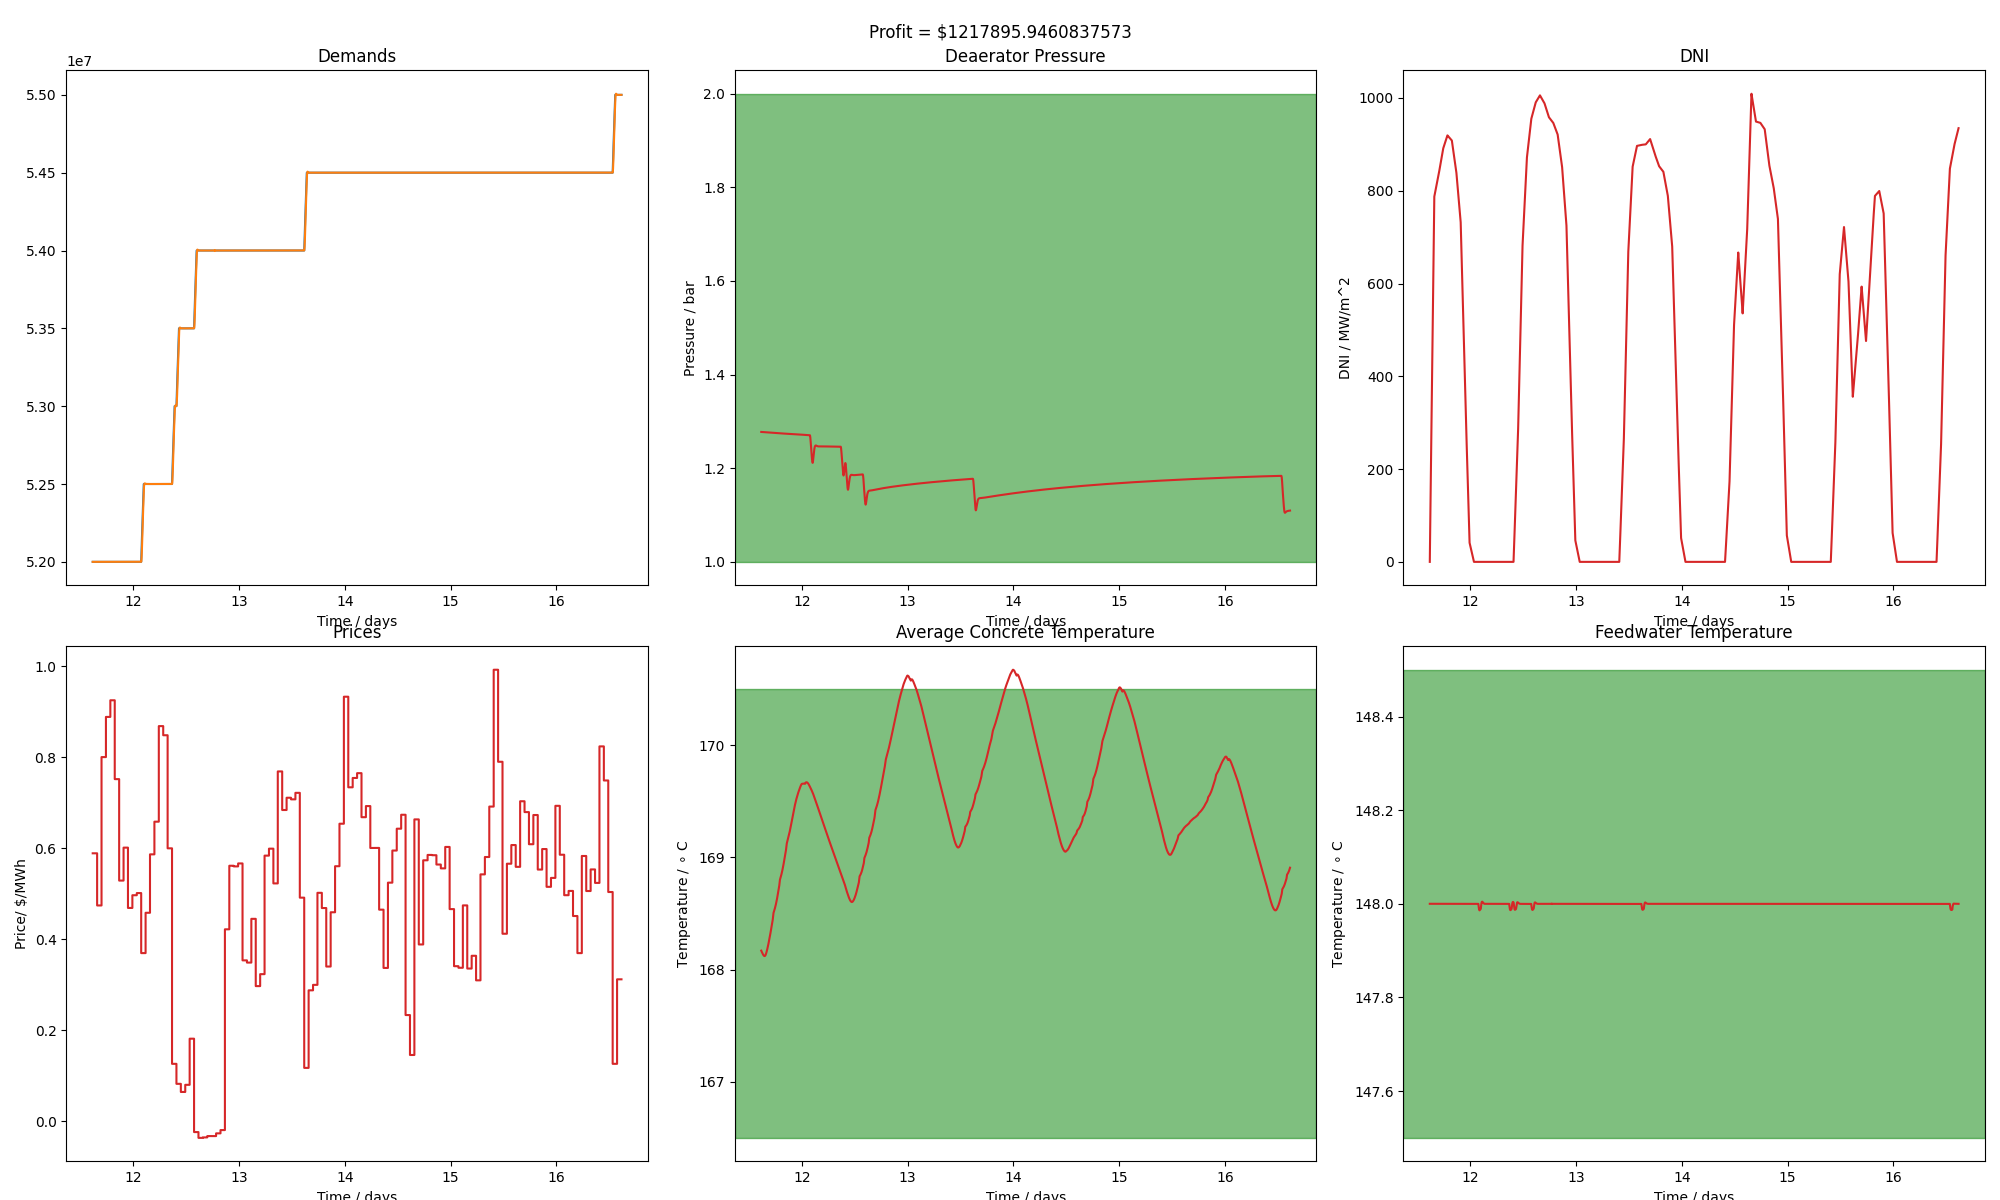 Profit = $1217895.9460837573
Demands
1e7
5.50
5.45
5.40
5.35
5.30
5.25
5.20
12 13 14 15 16
Time / days
Deaerator Pressure
Pressure / bar
2.0
1.8
1.6
1.4
1.2
1.0
12 13 14 15 16
Time / days
DNI
DNI / MW/m^2
1000
800
600
400
200
0
12 13 14 15 16
Time / days
Prices
Price/ $/MWh
1.0
0.8
0.6
0.4
0.2
0.0
12 13 14 15 16
Time / days
Average Concrete Temperature
Temperature / ∘ C
170
169
168
167
12 13 14 15 16
Time / days
Feedwater Temperature
Temperature / ∘ C
148.4
148.2
148.0
147.8
147.6
12 13 14 15 16
Time / days